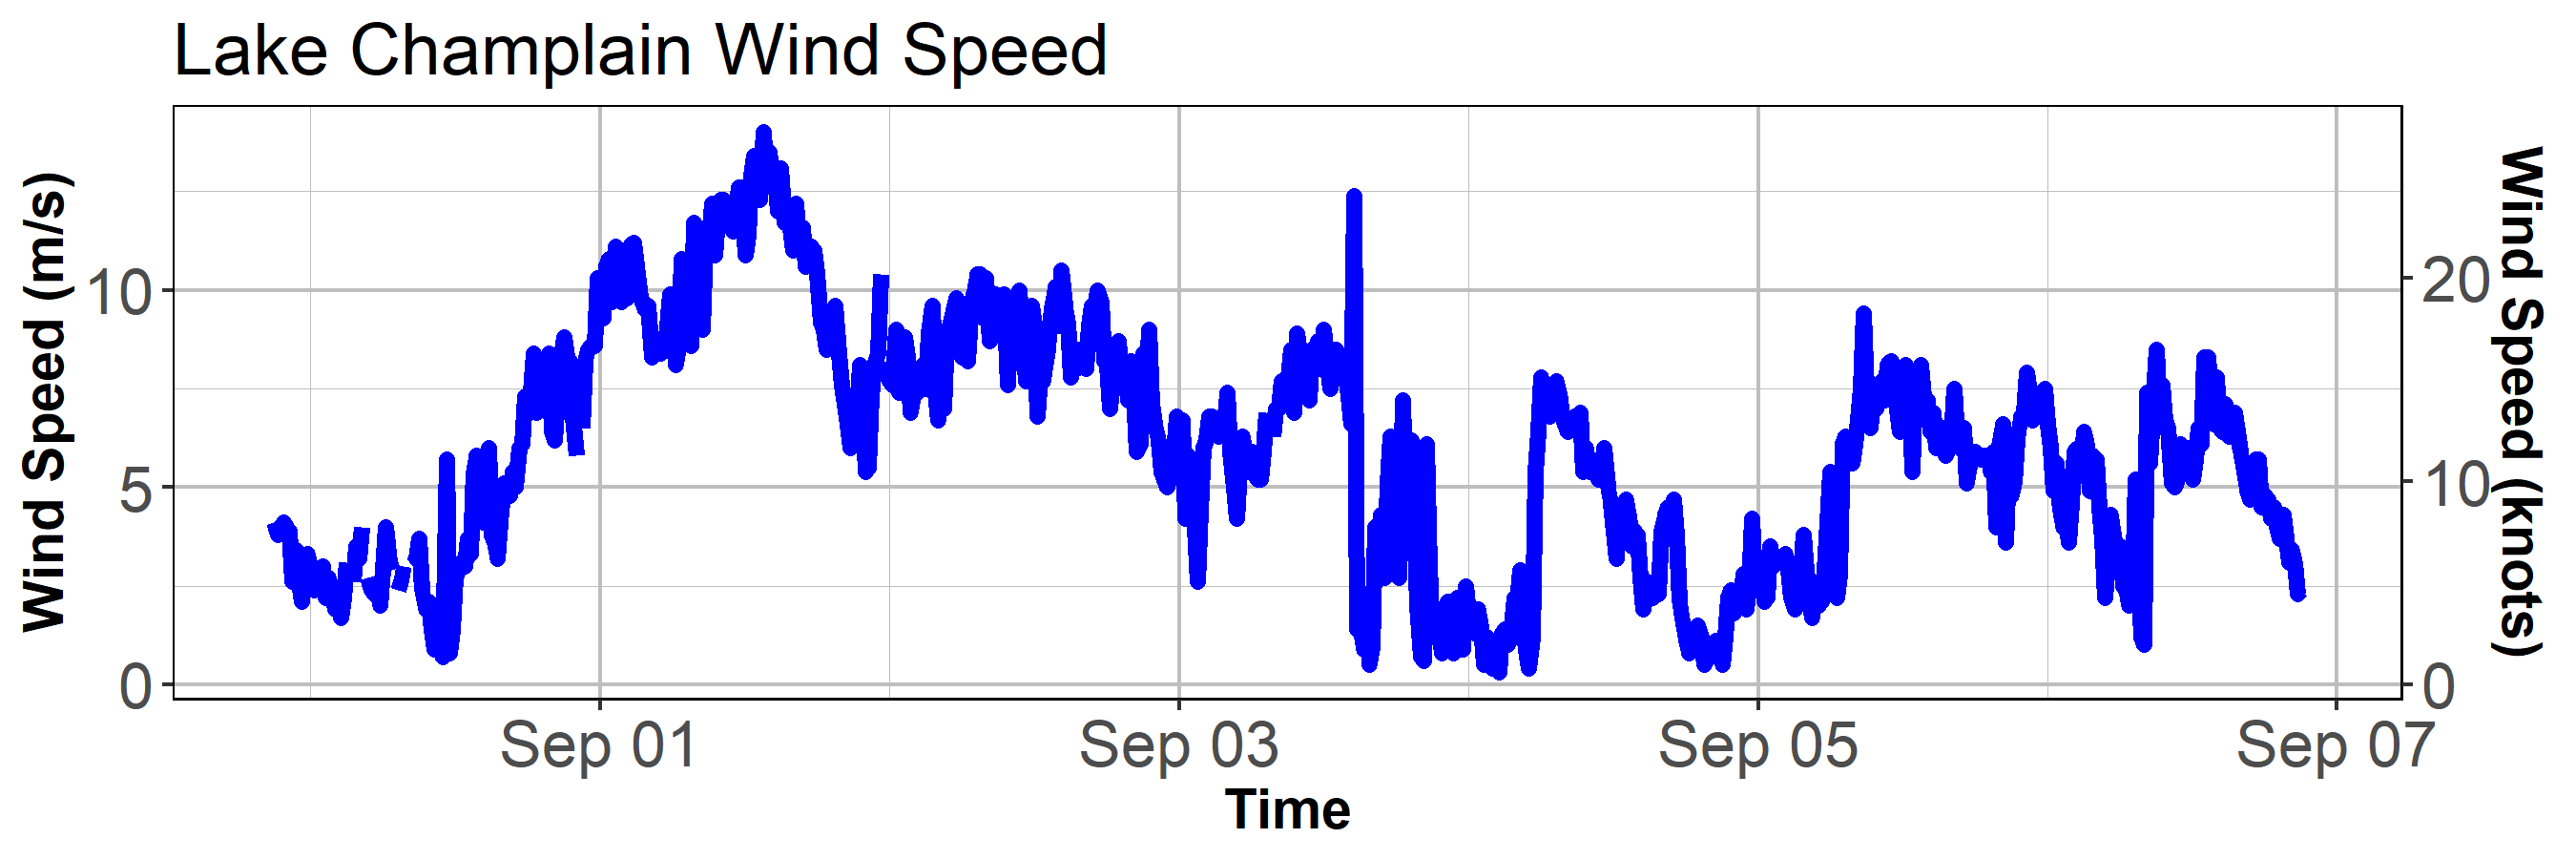 Lake Champlain Wind Speed
Wind Speed (m/s)
10
5
0
20
10
0
Wind Speed (knots)
Sep 01
Sep 03
Sep 05
Sep 07
Time